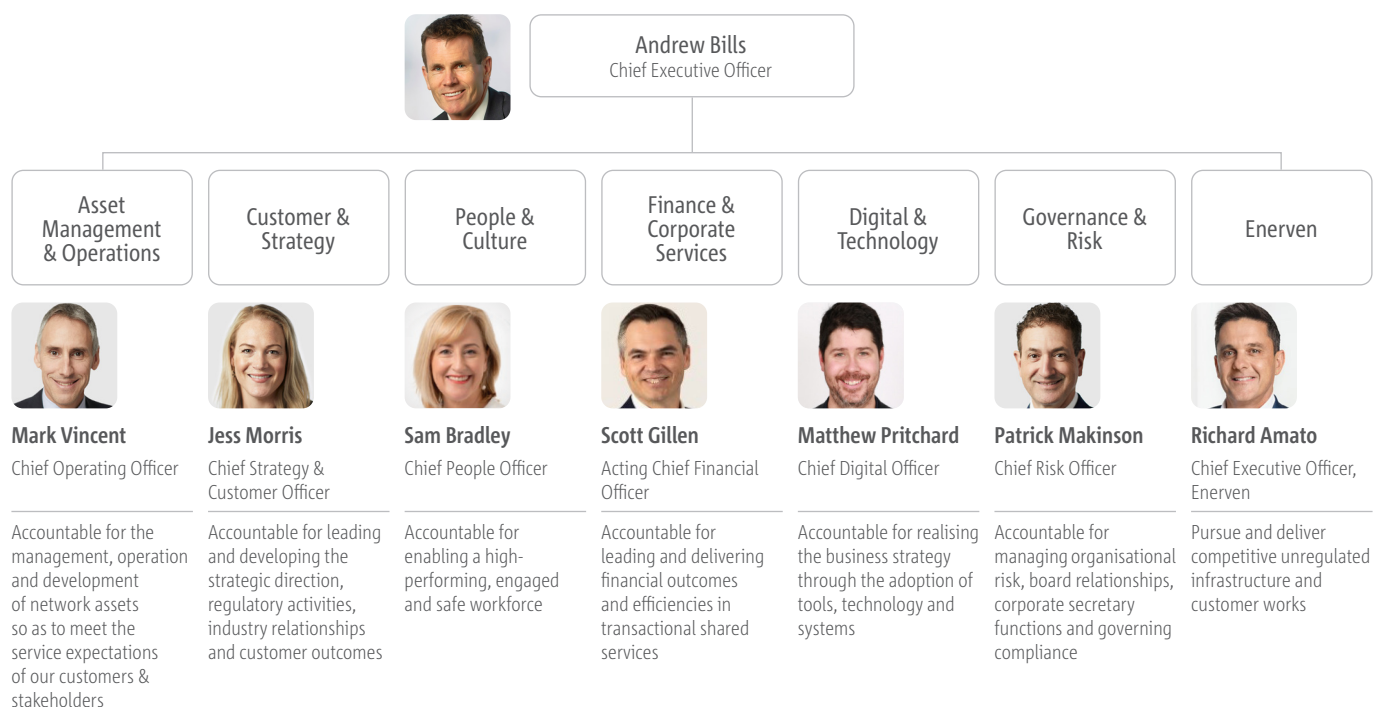 Andrew Bills
Chief Executive Officer
Asset
Management
& Operations
Customer &
Strategy
People &
Culture
Finance &
Corporate
Services
Digital &
Technology
Governance &
Risk
Enerven
Mark Vincent
Chief Operating Officer
Accountable for the
management, operation
and development
of network assets
so as to meet the
service expectations
of our customers &
stakeholders
Jess Morris
Chief Strategy &
Customer Officer
Accountable for leading
and developing the
strategic direction,
regulatory activities,
industry relationships
and customer outcomes
Sam Bradley
Chief People Officer
Accountable for
enabling a high-
performing, engaged
and safe workforce
Scott Gillen
Acting Chief Financial
Officer
Accountable for
leading and delivering
financial outcomes
and efficiencies in
transactional shared
services
Matthew Pritchard
Chief Digital Officer
Accountable for realising
the business strategy
through the adoption of
tools, technology and
systems
Patrick Makinson
Chief Risk Officer
Accountable for
managing organisational
risk, board relationships,
corporate secretary
functions and governing
compliance
Richard Amato
Chief Executive Officer,
Enerven
Pursue and deliver
competitive unregulated
infrastructure and
customer works